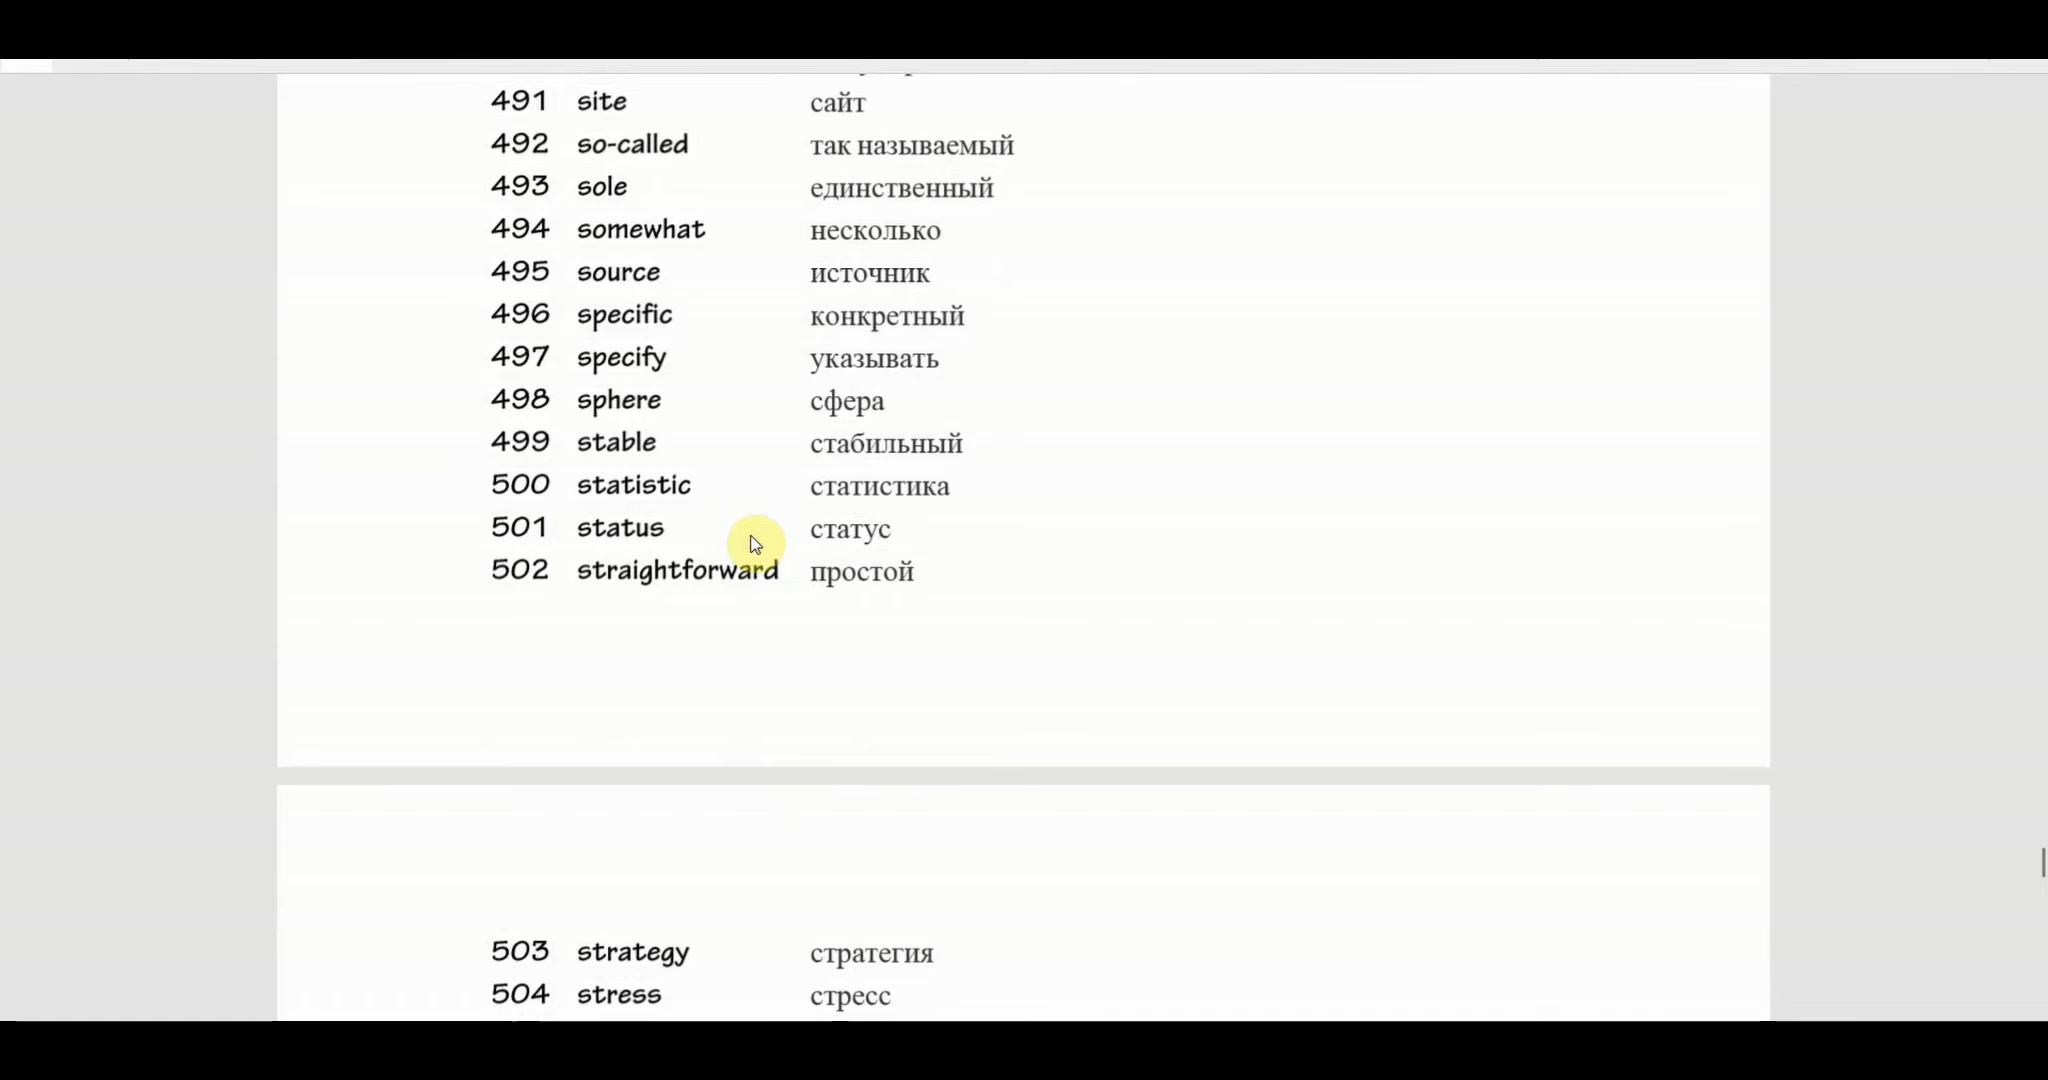 491 site сайт
492 so-called так называемый
493 sole единственный
494 somewhat несколько
495 source источник
496 specific конкретный
497 specify указывать
498 sphere сфера
499 stable стабильный
500 statistic статистика
501 status статус
502 straightforward простой
503 strategy стратегия
504 stress стресс